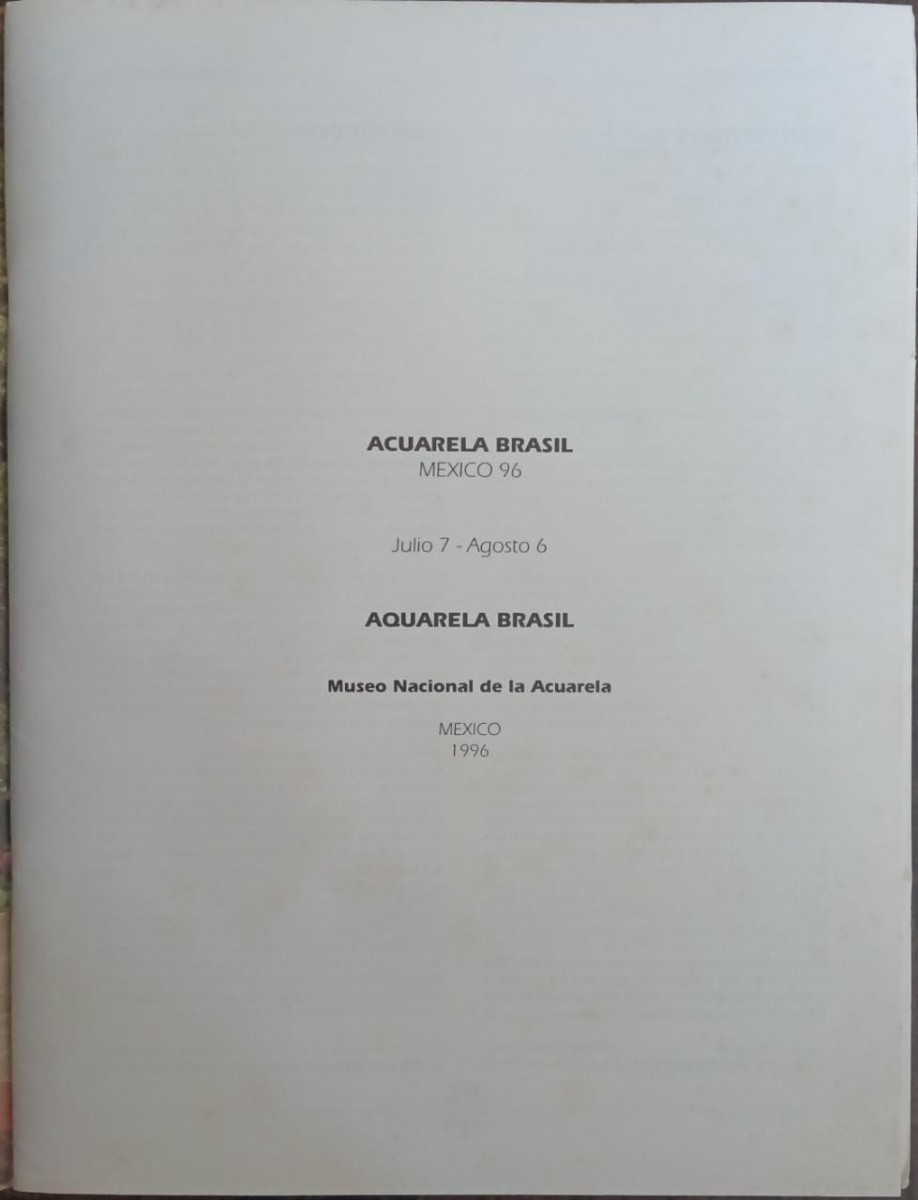 ACUARELA BRASIL
MEXICO 96
Julio 7 - Agosto 6
AQUARELA BRASIL
Museo Nacional de la Acuarela
MEXICO
1996